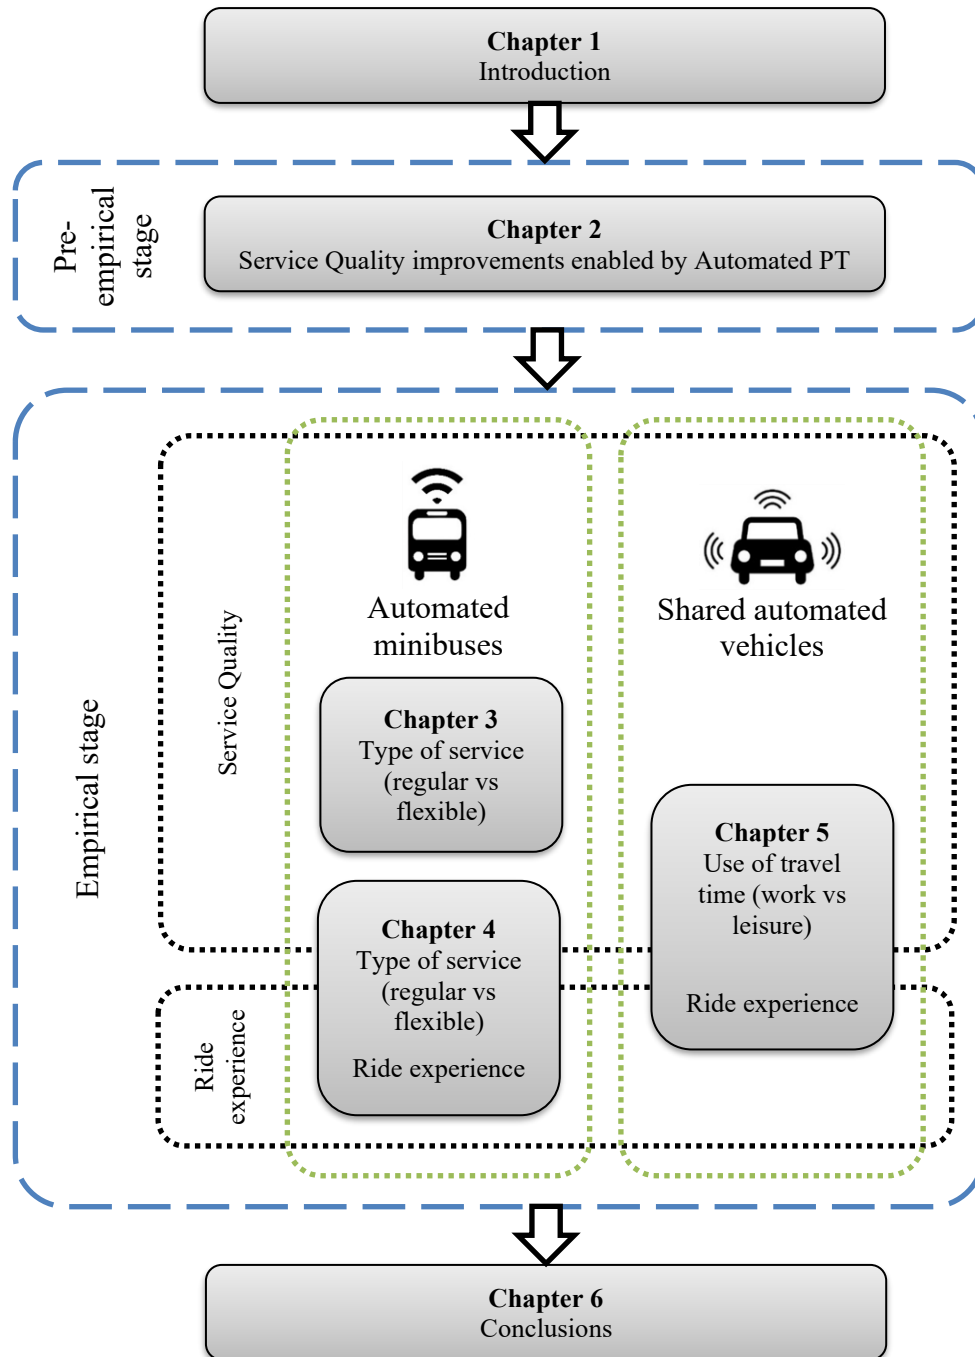 Chapter 1
Introduction
Pre-
empirical
stage
Chapter 2
Service Quality improvements enabled by Automated PT
Empirical stage
Service Quality
Automated
minibuses
Shared automated
vehicles
Chapter 3
Type of service
(regular vs
flexible)
Chapter 4
Type of service
(regular vs
flexible)
Ride experience
Chapter 5
Use of travel
time (work vs
leisure)
Ride experience
Ride
experience
Chapter 6
Conclusions